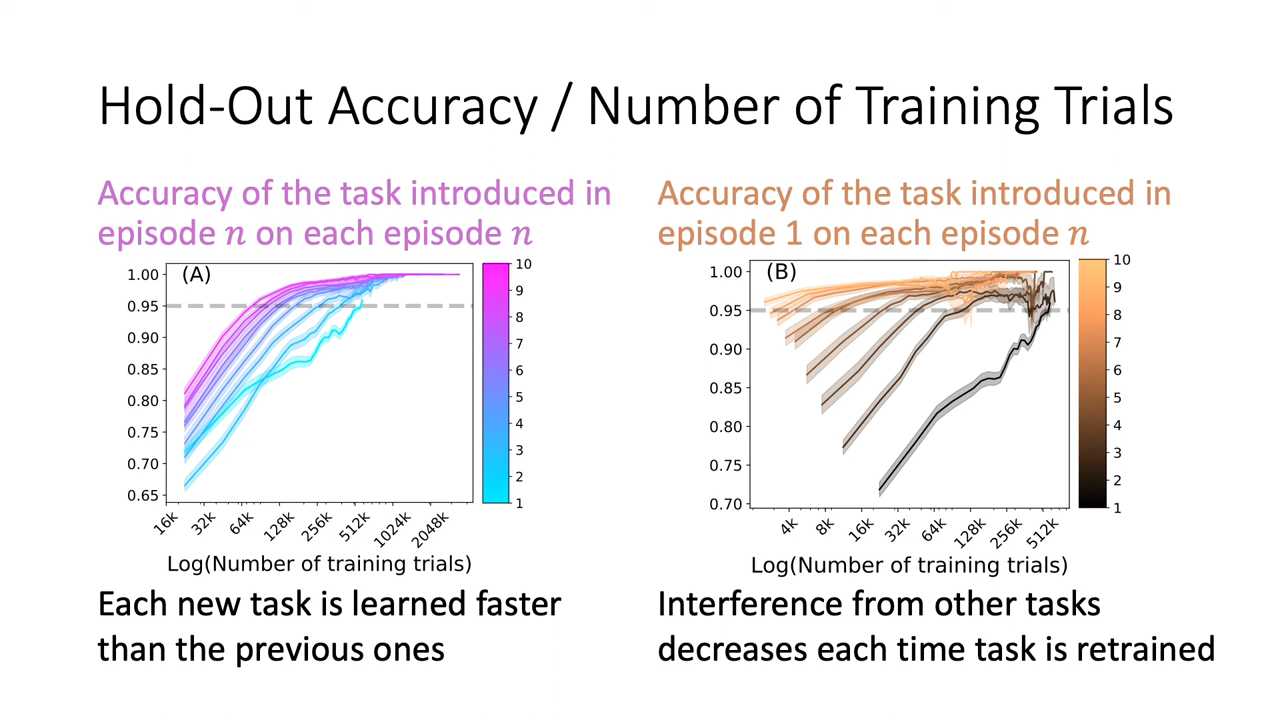 Hold-Out Accuracy / Number of Training Trials
Accuracy of the task introduced in
episode n on each episode n
(A)
1.00
0.95
0.90
0.85
0.80
0.75
0.70
0.65
16k
32k
64k
128k
256k
512k
1024k
2048k
Log(Number of training trials)
10
9
8
7
6
5
4
3
2
1
Each new task is learned faster
than the previous ones
Accuracy of the task introduced in
episode 1 on each episode n
(B)
1.00
0.95
0.90
0.85
0.80
0.75
0.70
4k
8k
16k
32k
64k
128k
256k
512k
Log(Number of training trials)
10
9
8
7
6
5
4
3
2
1
Interference from other tasks
decreases each time task is retrained